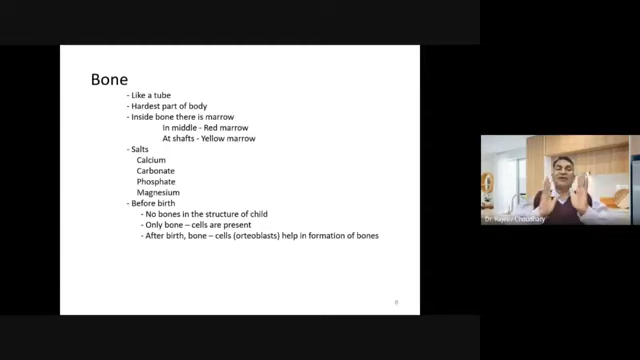 Bone
- Like a tube
- Hardest part of body
- Inside bone there is marrow
In middle - Red marrow
At shafts - Yellow marrow
- Salts
Calcium
Carbonate
Phosphate
Magnesium
- Before birth
- No bones in the structure of child
- Only bone – cells are present
- After birth, bone – cells (orteoblasts) help in formation of bones
8
Dr. Rajeev Choudhary